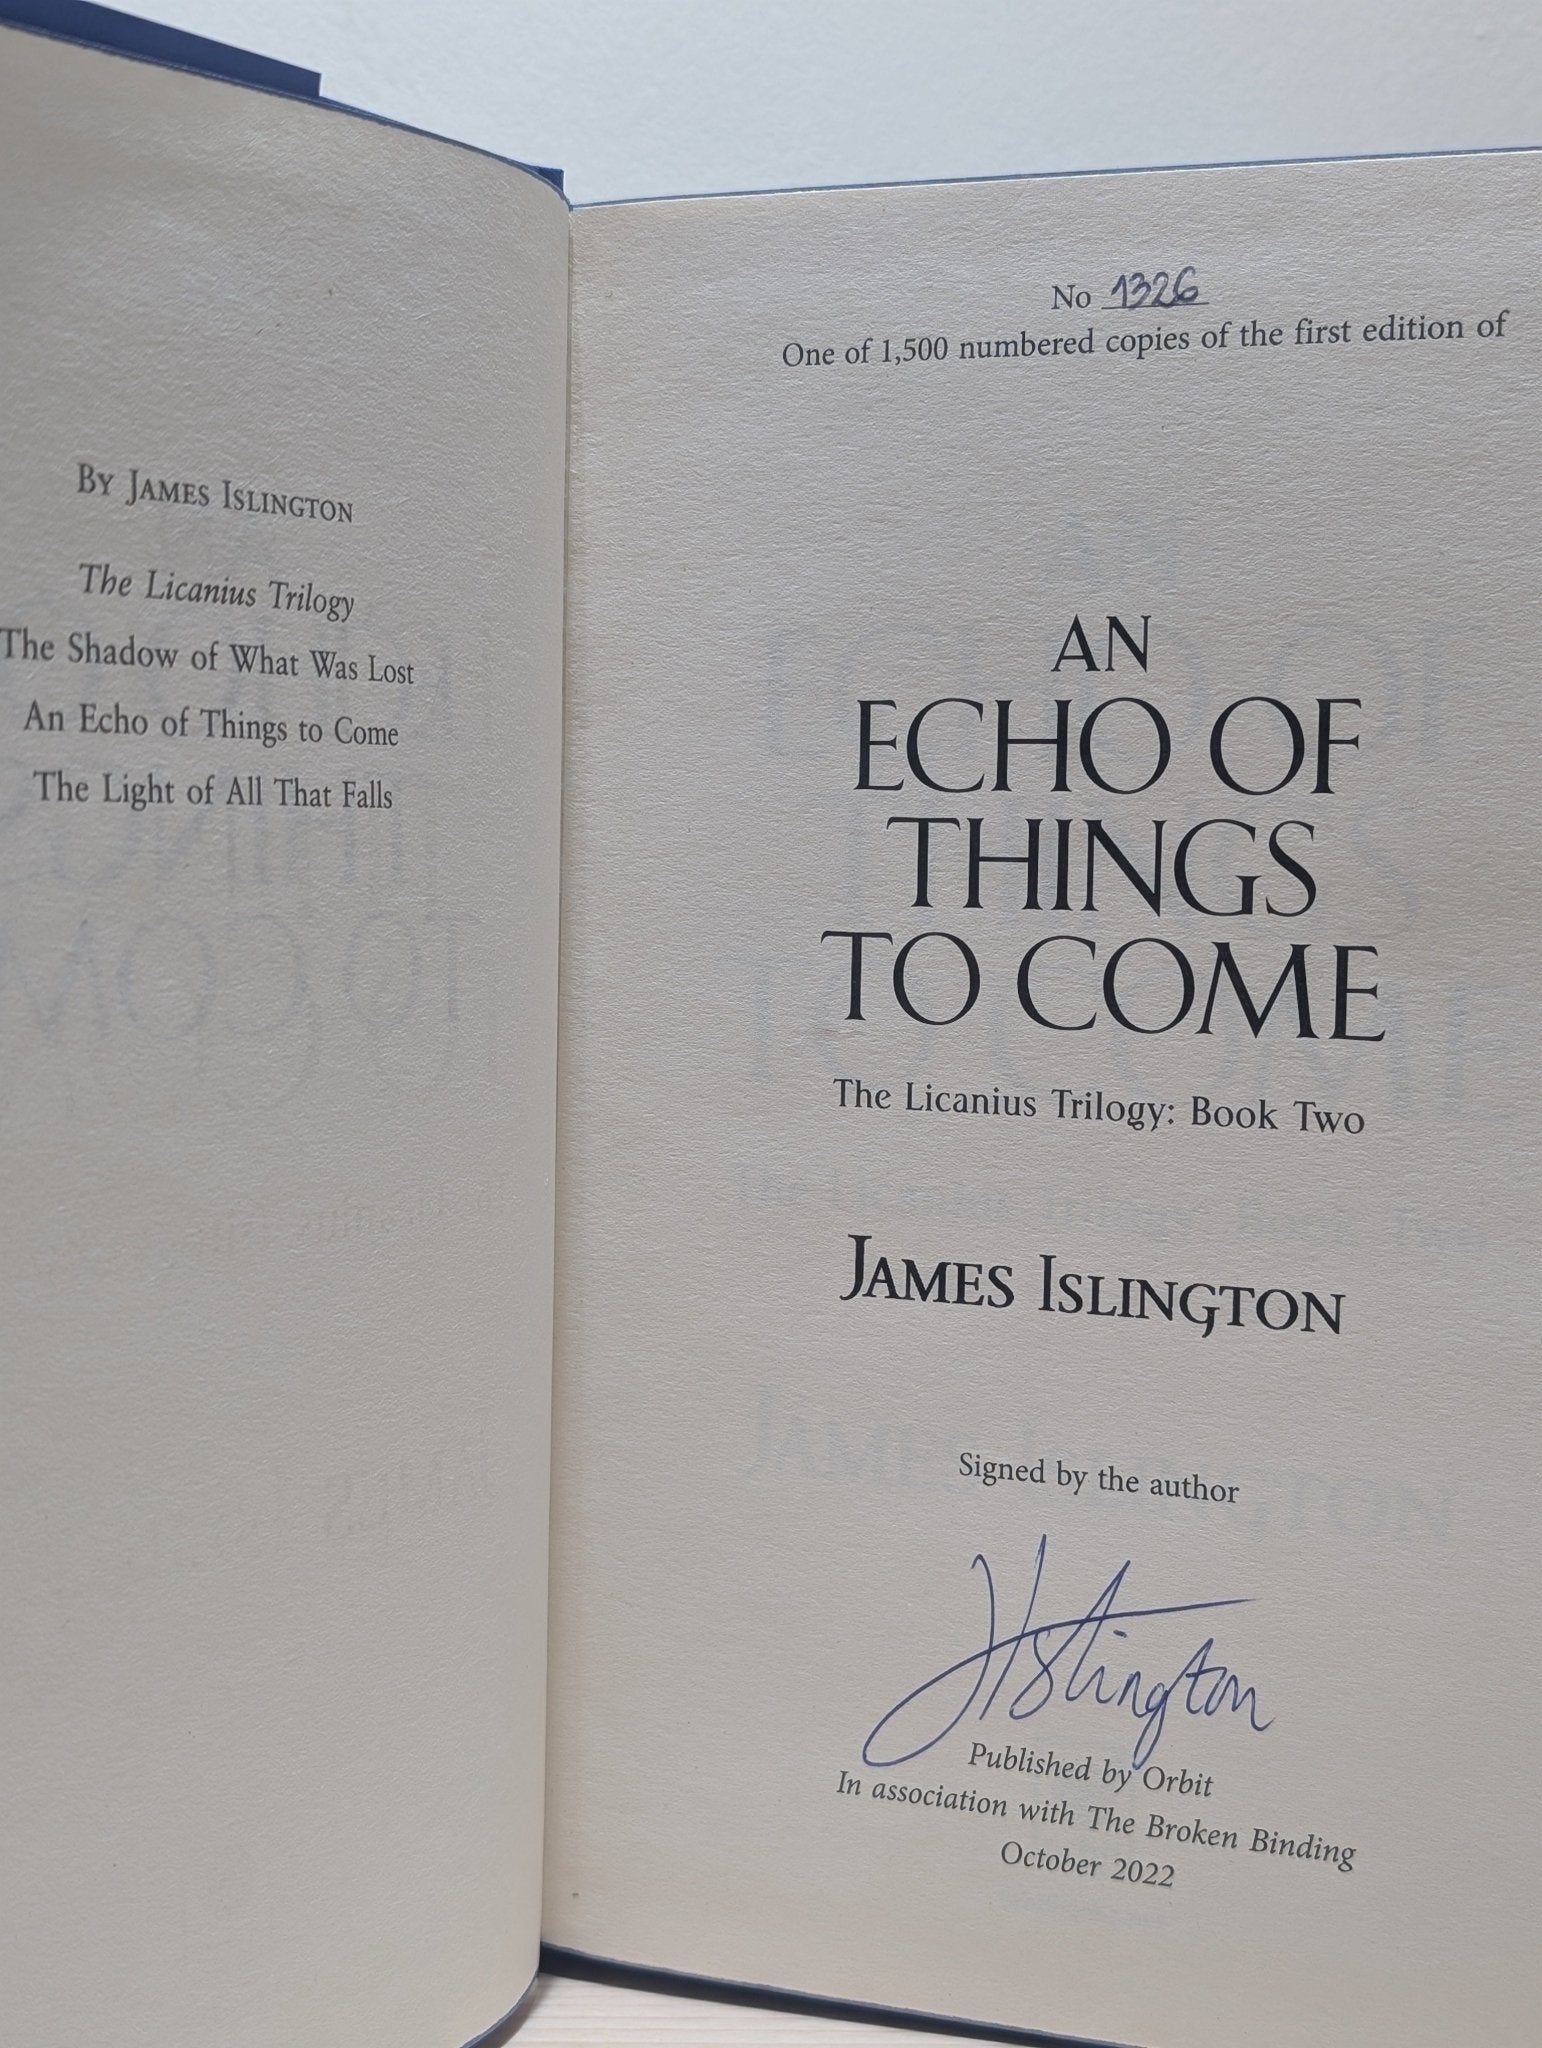 By James Islington
The Licanius Trilogy
The Shadow of What Was Lost
An Echo of Things to Come
The Light of All That Falls
No 1326
One of 1,500 numbered copies of the first edition of
AN
ECHO OF
THINGS
TO COME
The Licanius Trilogy: Book Two
James Islington
Signed by the author
JIslington
Published by Orbit
In association with The Broken Binding
October 2022